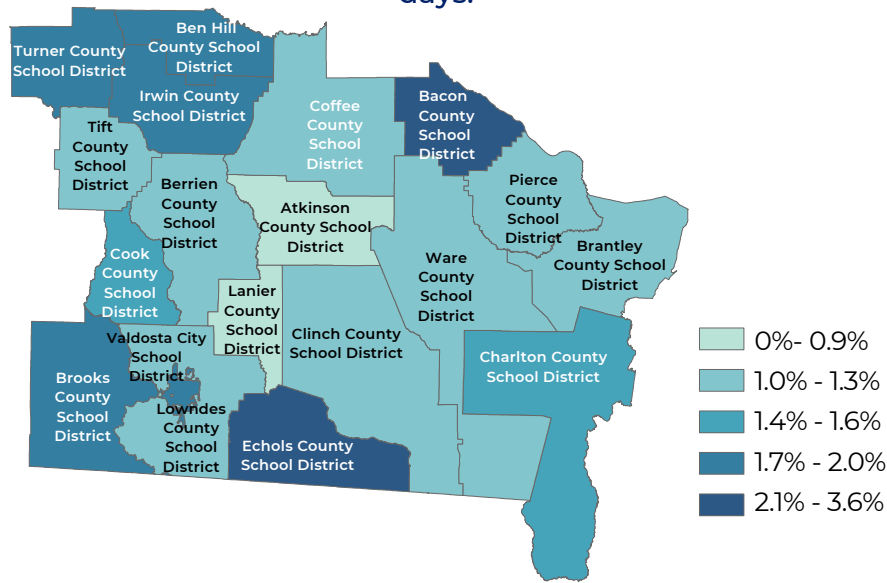 days.
Ben Hill
County School
District
Turner County
School District
Irwin County
School District
Coffee
County
School
District
Bacon
County
School
District
Tift
County
School
District
Berrien
County
School
District
Atkinson
County School
District
Pierce
County
School
District
Brantley
County School
District
Cook
County
School
District
Ware
County
School
District
Lanier
County
School
District
Valdosta City
School
District
Clinch County
School District
Charlton County
School District
Brooks
County
School
District
Lowndes
County
School
District
Echols County
School District
0%- 0.9%
1.0% - 1.3%
1.4% - 1.6%
1.7% - 2.0%
2.1% - 3.6%